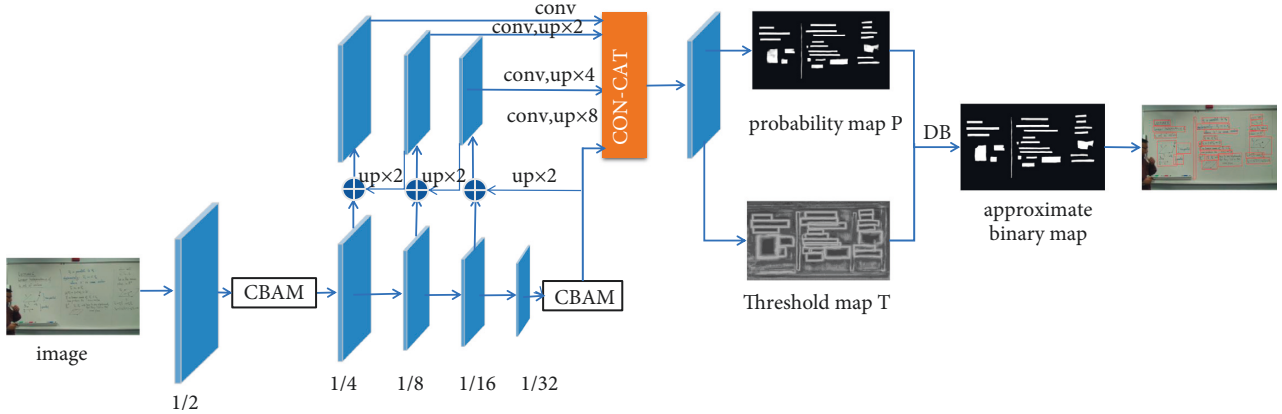 conv
conv,up×2
conv,up×4
conv,up×8
CON-CAT
up×2
up×2
up×2
probability map P
DB
approximate
binary map
Threshold map T
image
CBAM
CBAM
1/2
1/4
1/8
1/16
1/32